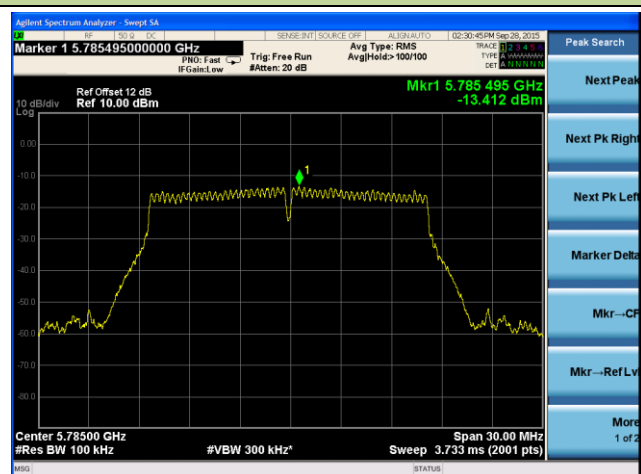 Agilent Spectrum Analyzer - Swept SA
RF 50 Ω DC SENSE:INT SOURCE OFF ALIGN AUTO 02:30:45 PM Sep 28, 2015
Marker 1 5.785495000000 GHz
PNO: Fast
IFGain:Low
Trig: Free Run
#Atten: 20 dB
Avg Type: RMS
Avg|Hold:>100/100
TRACE 1 2 3 4 5 6
TYPE A WWWWW
DET A N N N N N
Peak Search
Ref Offset 12 dB
Ref 10.00 dBm
10 dB/div
Log
Mkr1 5.785 495 GHz
-13.412 dBm
0.00
-10.0
-20.0
-30.0
-40.0
-50.0
-60.0
-70.0
-80.0
1
Next Peak
Next Pk Right
Next Pk Left
Marker Delta
Mkr→CF
Mkr→Ref Lvl
More
1 of 2
Center 5.78500 GHz
Span 30.00 MHz
#Res BW 100 kHz
#VBW 300 kHz*
Sweep 3.733 ms (2001 pts)
MSG
STATUS